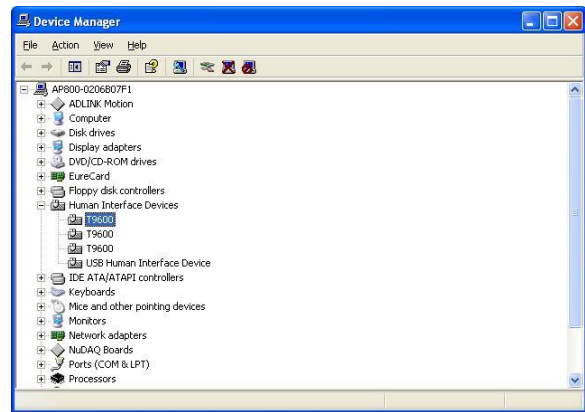 Device Manager
File Action View Help
AP800-0206B07F1
ADLINK Motion
Computer
Disk drives
Display adapters
DVD/CD-ROM drives
EureCard
Floppy disk controllers
Human Interface Devices
T9600
T9600
T9600
USB Human Interface Device
IDE ATA/ATAPI controllers
Keyboards
Mice and other pointing devices
Monitors
Network adapters
NuDAQ Boards
Ports (COM & LPT)
Processors